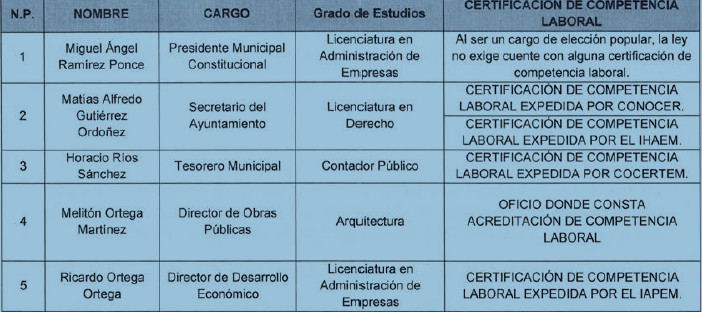 N.P. NOMBRE CARGO Grado de Estudios CERTIFICACIÓN DE COMPETENCIA
LABORAL
1
Miguel Ángel
Ramírez Ponce
Presidente Municipal
Constitucional
Licenciatura en
Administración de
Empresas
Al ser un cargo de elección popular, la ley
no exige cuente con alguna certificación de
competencia laboral.
2
Matías Alfredo
Gutiérrez
Ordoñez
Secretario del
Ayuntamiento
Licenciatura en
Derecho
CERTIFICACIÓN DE COMPETENCIA
LABORAL EXPEDIDA POR CONOCER.
CERTIFICACIÓN DE COMPETENCIA
LABORAL EXPEDIDA POR EL IHAEM.
3
Horacio Ríos
Sánchez
Tesorero Municipal
Contador Público
CERTIFICACIÓN DE COMPETENCIA
LABORAL EXPEDIDA POR COCERTEM.
4
Melitón Ortega
Martínez
Director de Obras
Públicas
Arquitectura
OFICIO DONDE CONSTA
ACREDITACIÓN DE COMPETENCIA
LABORAL
5
Ricardo Ortega
Ortega
Director de Desarrollo
Económico
Licenciatura en
Administración de
Empresas
CERTIFICACIÓN DE COMPETENCIA
LABORAL EXPEDIDA POR EL IAPEM.